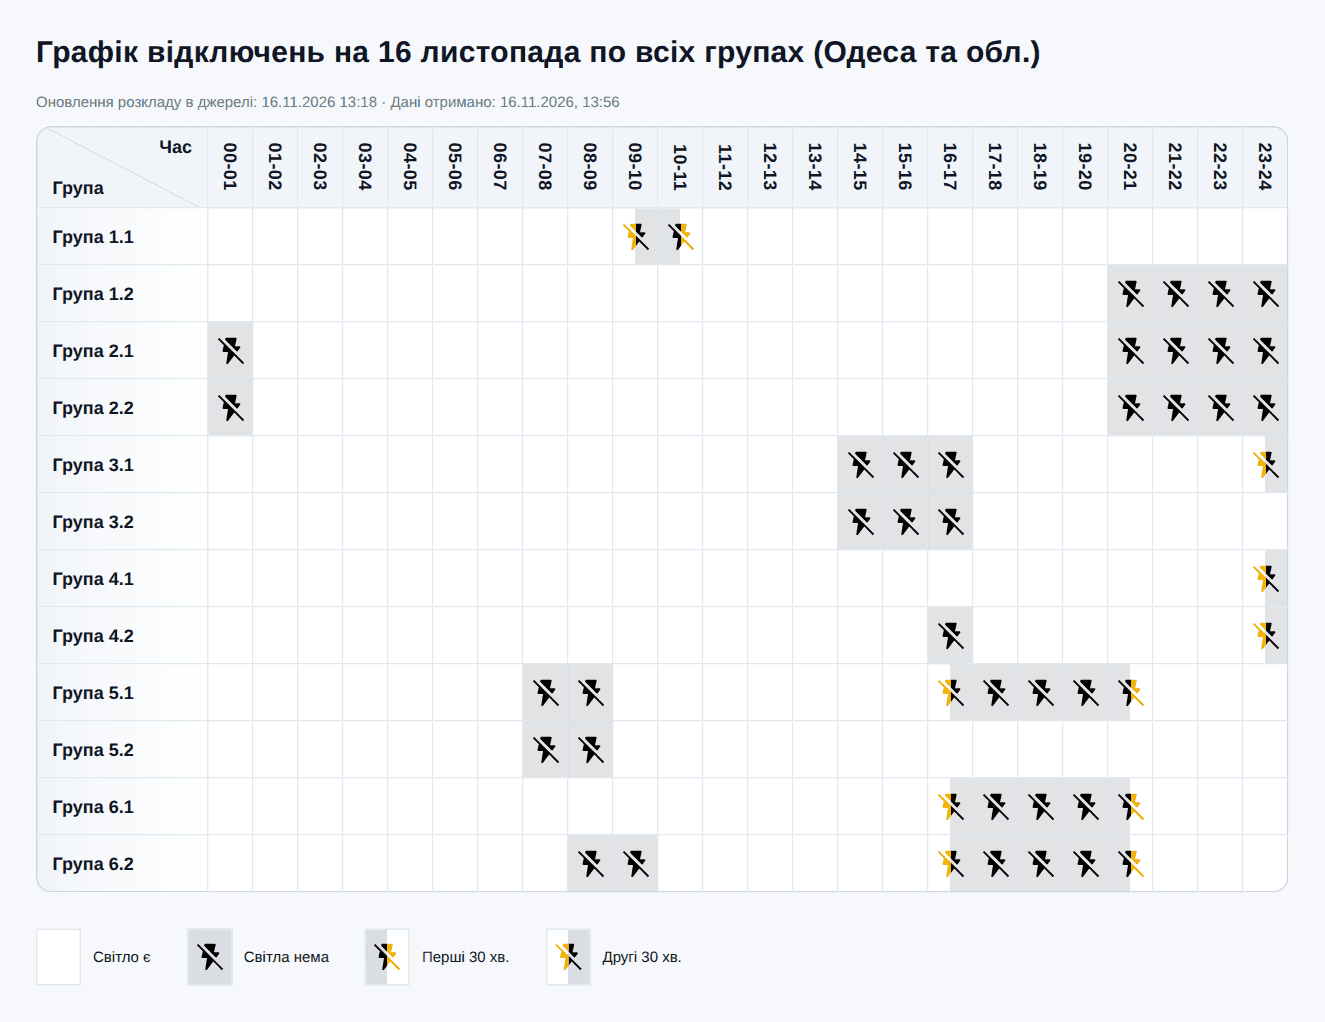 Графік відключень на 16 листопада по всіх групах (Одеса та обл.)
Оновлення розкладу в джерелі: 16.11.2026 13:18 · Дані отримано: 16.11.2026, 13:56
Час
Група
00-01 01-02 02-03 03-04 04-05 05-06 06-07 07-08 08-09 09-10 10-11 11-12 12-13 13-14 14-15 15-16 16-17 17-18 18-19 19-20 20-21 21-22 22-23 23-24
Група 1.1
Група 1.2
Група 2.1
Група 2.2
Група 3.1
Група 3.2
Група 4.1
Група 4.2
Група 5.1
Група 5.2
Група 6.1
Група 6.2
Світло є Світла нема Перші 30 хв. Другі 30 хв.